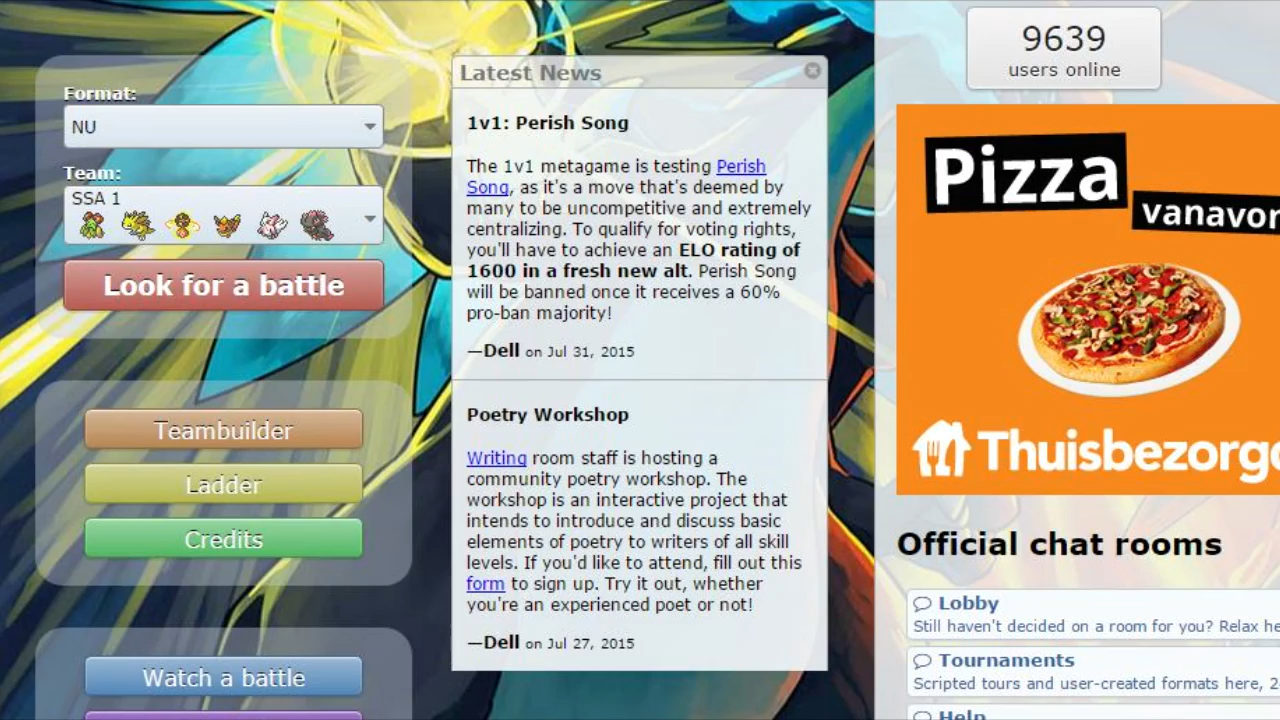 Format:
NU
Team:
SSA 1
Look for a battle
Teambuilder
Ladder
Credits
Watch a battle
Latest News
1v1: Perish Song
The 1v1 metagame is testing Perish
Song, as it's a move that's deemed by
many to be uncompetitive and extremely
centralizing. To qualify for voting rights,
you'll have to achieve an ELO rating of
1600 in a fresh new alt. Perish Song
will be banned once it receives a 60%
pro-ban majority!
—Dell on Jul 31, 2015
Poetry Workshop
Writing room staff is hosting a
community poetry workshop. The
workshop is an interactive project that
intends to introduce and discuss basic
elements of poetry to writers of all skill
levels. If you'd like to attend, fill out this
form to sign up. Try it out, whether
you're an experienced poet or not!
—Dell on Jul 27, 2015
9639
users online
Pizza
Official chat rooms
Lobby
Still haven't decided on a room for you? Relax
Tournaments
Scripted tours and user-created formats here,
Help